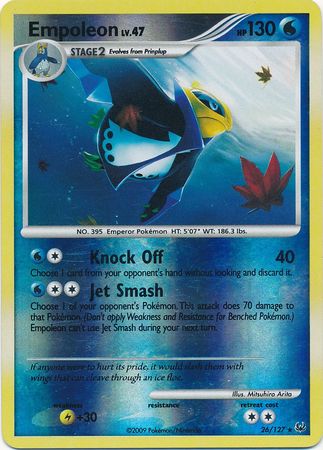 Empoleon LV.47
HP 130
STAGE2 Evolves from Prinplup
NO. 395 Emperor Pokémon HT: 5'07" WT: 186.3 lbs.
Knock Off 40
Choose 1 card from your opponent's hand without looking and discard it.
Jet Smash
Choose 1 of your opponent's Pokémon. This attack does 70 damage
to that Pokémon. (Don't apply Weakness and Resistance for Benched Pokémon.)
Empoleon can't use Jet Smash during your next turn.
If anyone were to hurt its pride, it would slash them with
wings that can cleave through an ice floe.
Illus. Mitsuhiro Arita
weakness resistance retreat cost
+30
©2009 Pokémon/Nintendo
26/127 ★